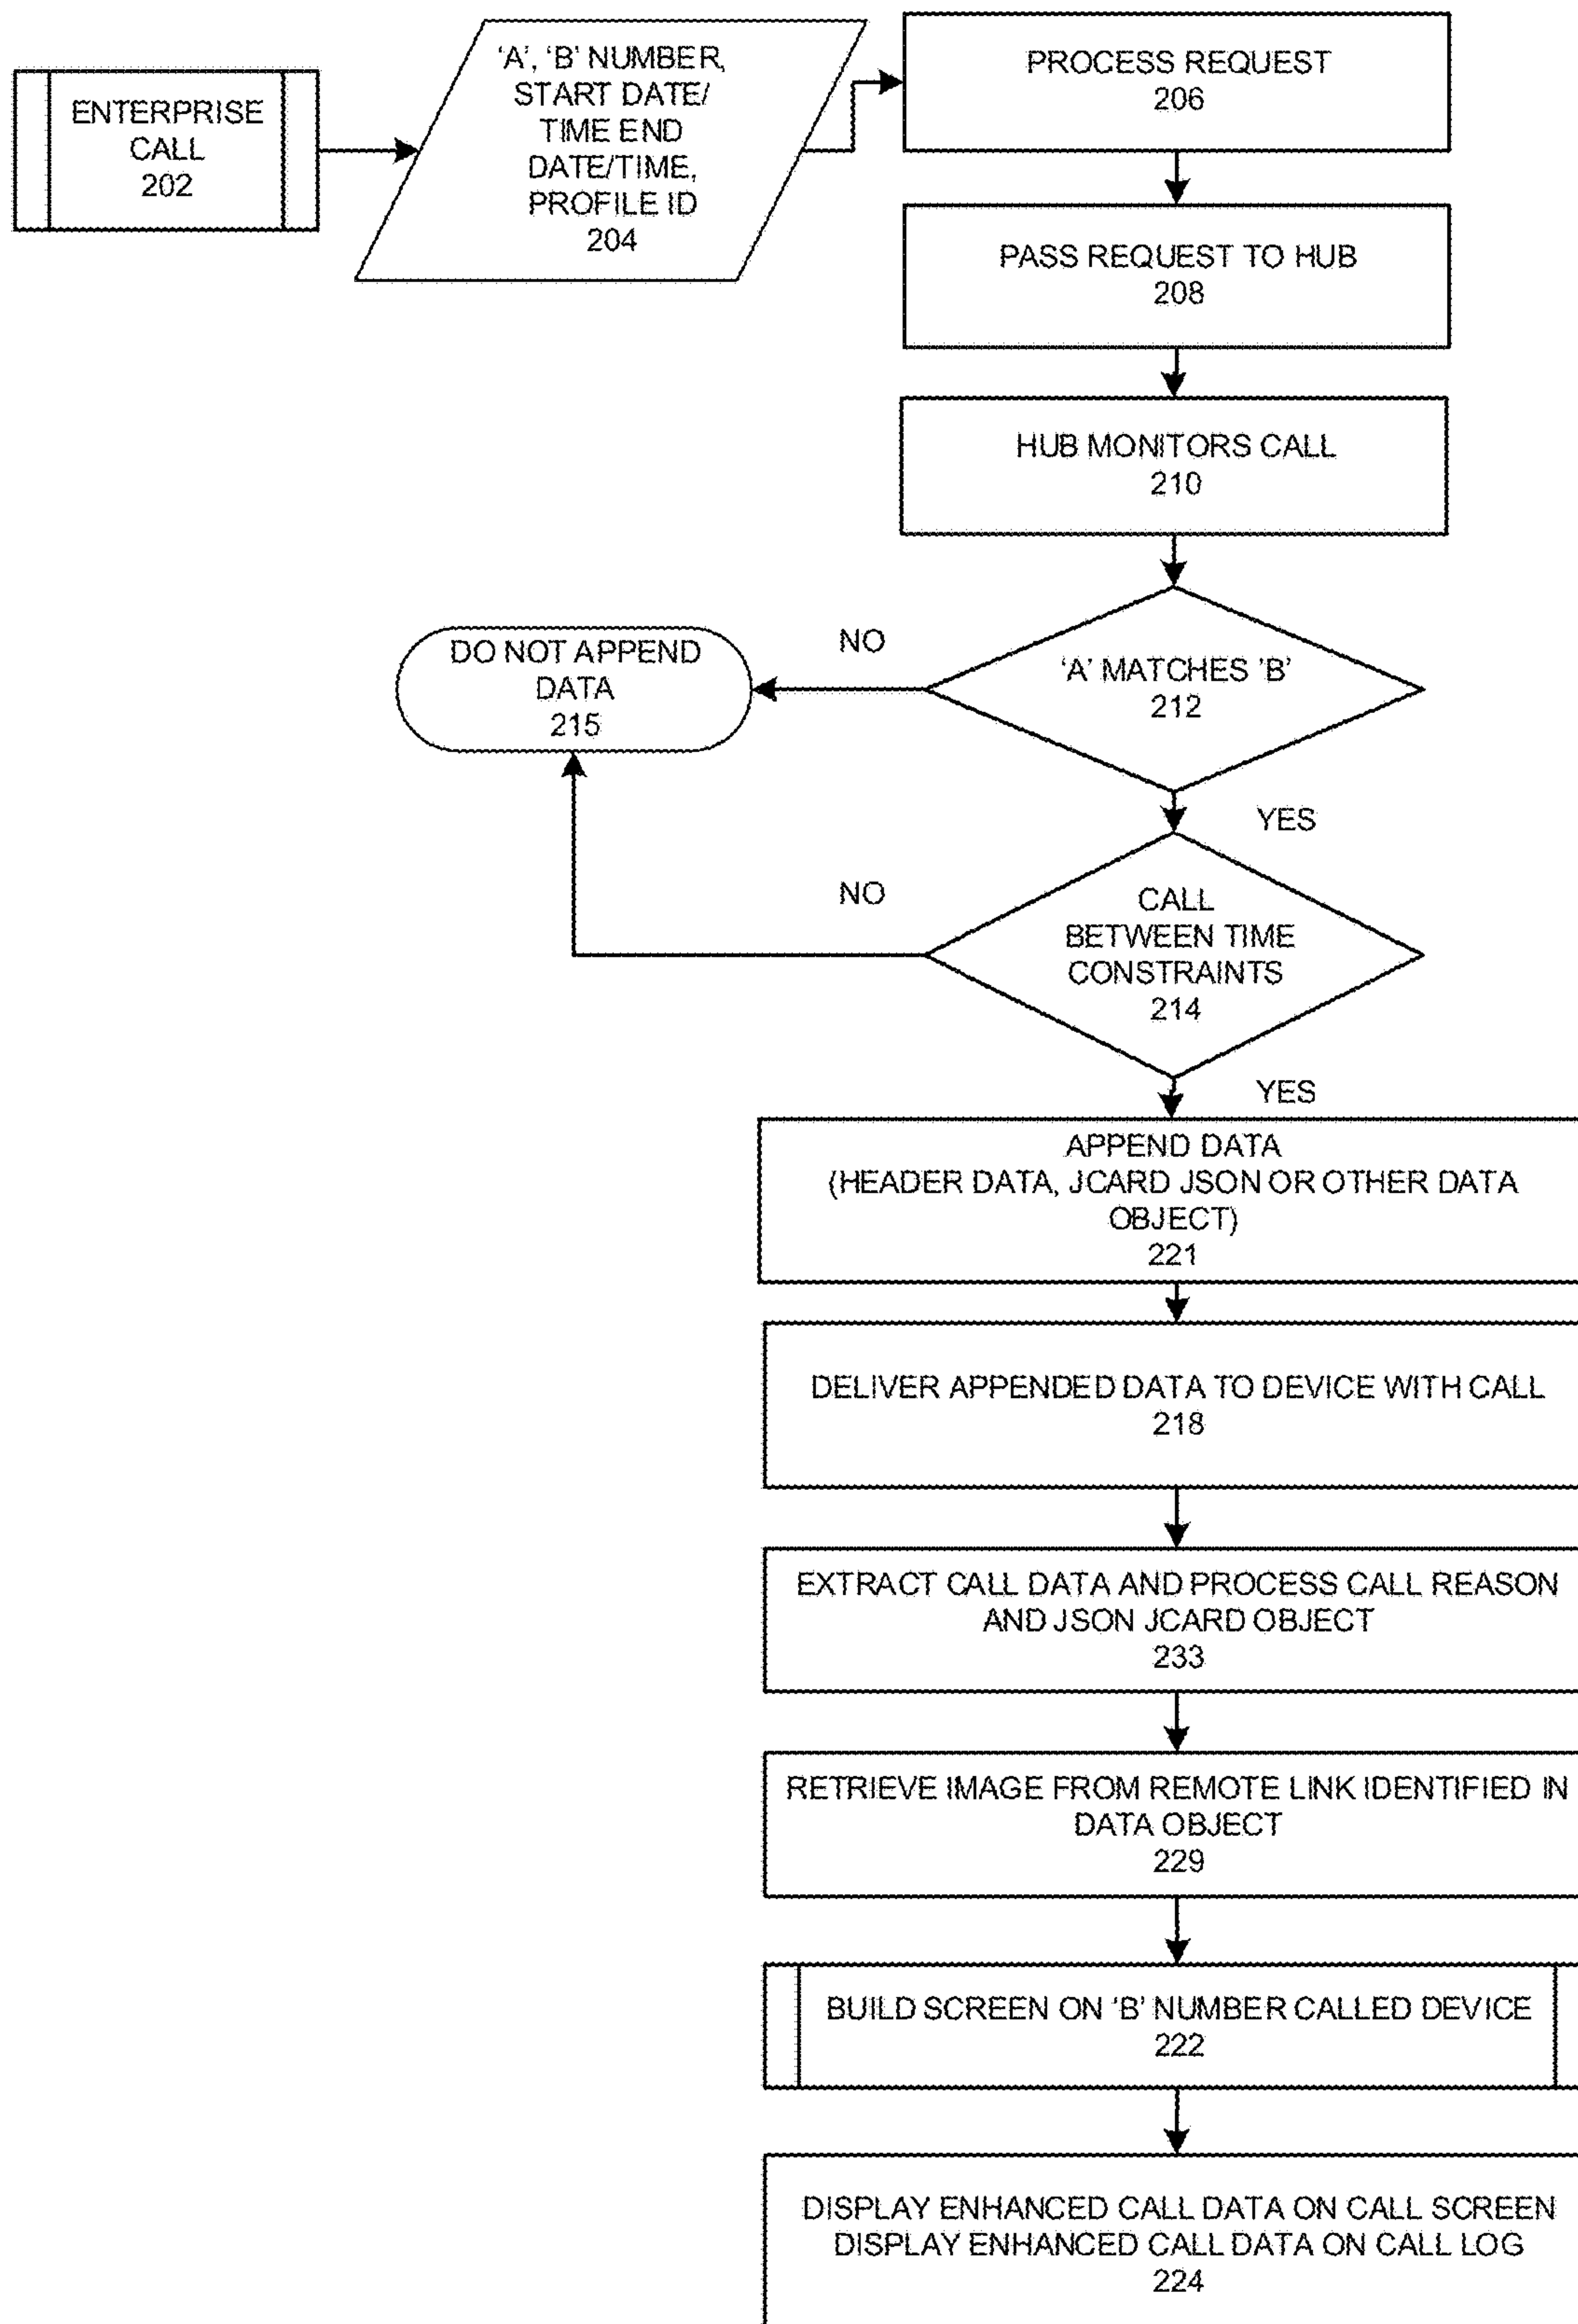 ENTERPRISE
CALL
202
‘A’, ‘B’ NUMBER,
START DATE/
TIME END
DATE/TIME,
PROFILE ID
204
PROCESS REQUEST
206
PASS REQUEST TO HUB
208
HUB MONITORS CALL
210
‘A’ MATCHES ‘B’
212
NO
DO NOT APPEND
DATA
215
YES
CALL
BETWEEN TIME
CONSTRAINTS
214
NO
YES
APPEND DATA
(HEADER DATA, JCARD JSON OR OTHER DATA
OBJECT)
221
DELIVER APPENDED DATA TO DEVICE WITH CALL
218
EXTRACT CALL DATA AND PROCESS CALL REASON
AND JSON JCARD OBJECT
233
RETRIEVE IMAGE FROM REMOTE LINK IDENTIFIED IN
DATA OBJECT
229
BUILD SCREEN ON ‘B’ NUMBER CALLED DEVICE
222
DISPLAY ENHANCED CALL DATA ON CALL SCREEN
DISPLAY ENHANCED CALL DATA ON CALL LOG
224